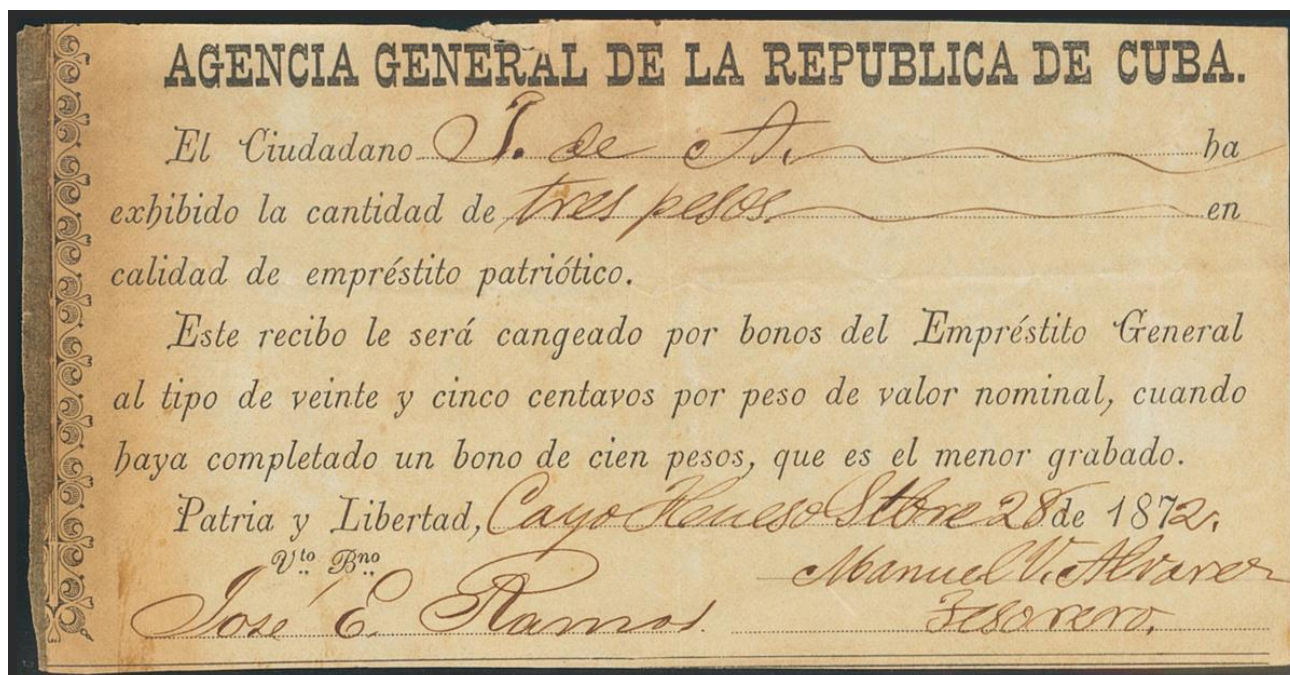 AGENCIA GENERAL DE LA REPUBLICA DE CUBA.
El Ciudadano J. de A. ha
exhibido la cantidad de tres pesos en
calidad de empréstito patriótico.
Este recibo le será cangeado por bonos del Empréstito General
al tipo de veinte y cinco centavos por peso de valor nominal, cuando
haya completado un bono de cien pesos, que es el menor grabado.
Patria y Libertad, Cayo Hueso Stbre 28 de 1872.
Vto Bno
José E. Ramos. Manuel V. Alvarez
Tesorero.